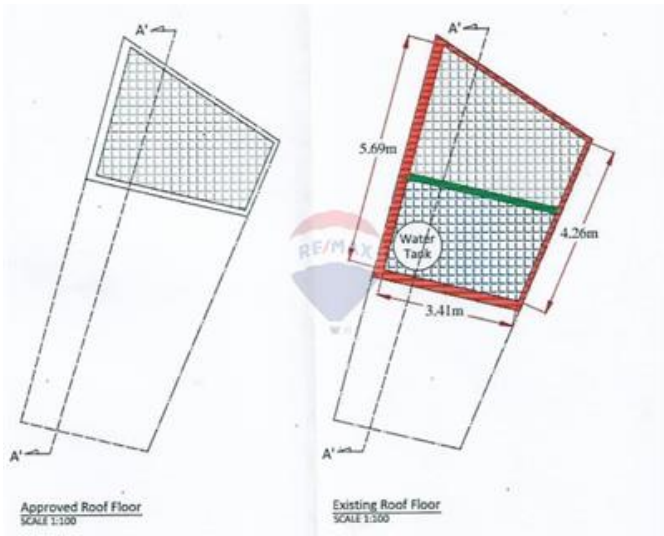 A'
A'
5.69m
Water
Tank
4.26m
3.41m
RE/MAX
A'
A'
Approved Roof Floor
SCALE 1:100
Existing Roof Floor
SCALE 1:100